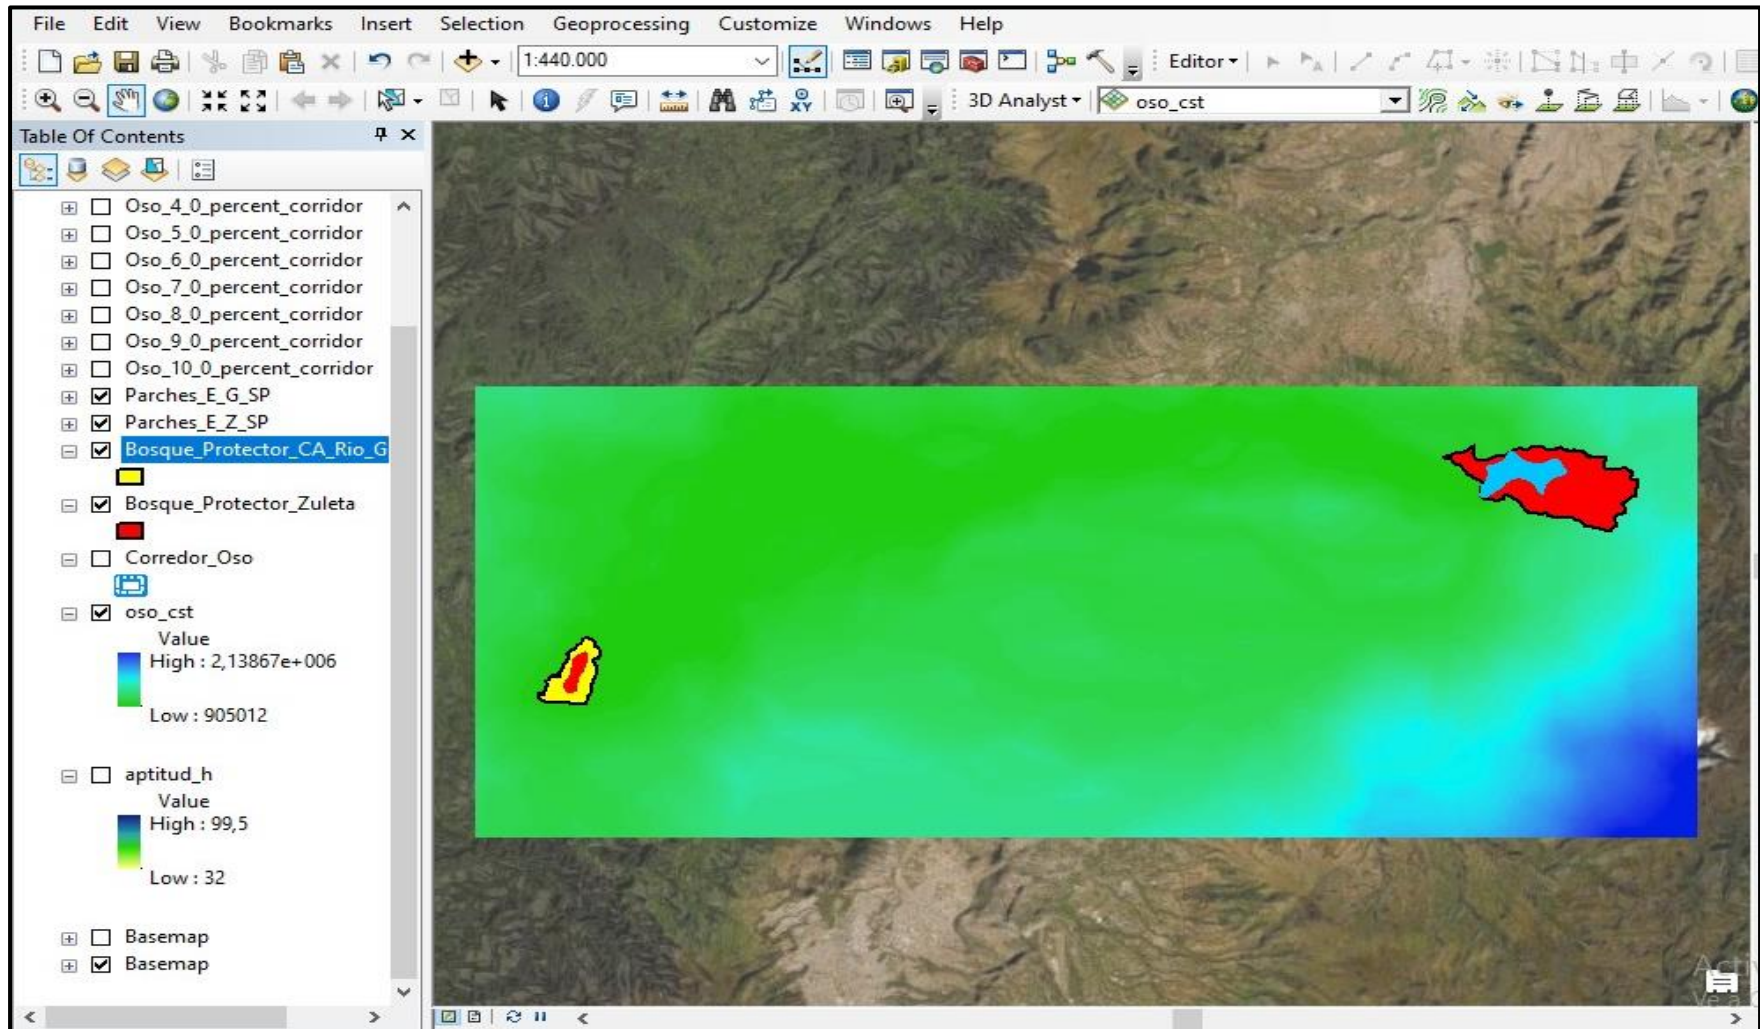 File Edit View Bookmarks Insert Selection Geoprocessing Customize Windows Help
1:440.000
Editor
3D Analyst oso_cst
Table Of Contents
Oso_4_0_percent_corridor
Oso_5_0_percent_corridor
Oso_6_0_percent_corridor
Oso_7_0_percent_corridor
Oso_8_0_percent_corridor
Oso_9_0_percent_corridor
Oso_10_0_percent_corridor
Parches_E_G_SP
Parches_E_Z_SP
Bosque_Protector_CA_Rio_G
Bosque_Protector_Zuleta
Corredor_Oso
oso_cst
Value
High : 2,13867e+006
Low : 905012
aptitud_h
Value
High : 99,5
Low : 32
Basemap
Basemap